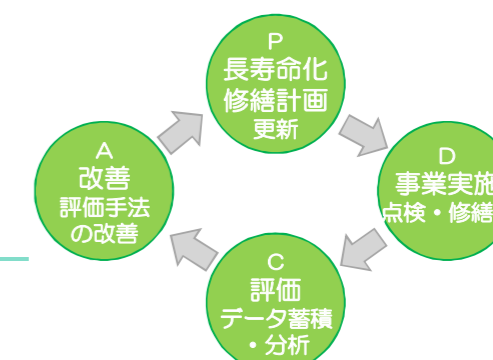 P
長寿命化
修繕計画
更新
D
事業実施
点検・修繕
C
評価
データ蓄積
・分析
A
改善
評価手法
の改善